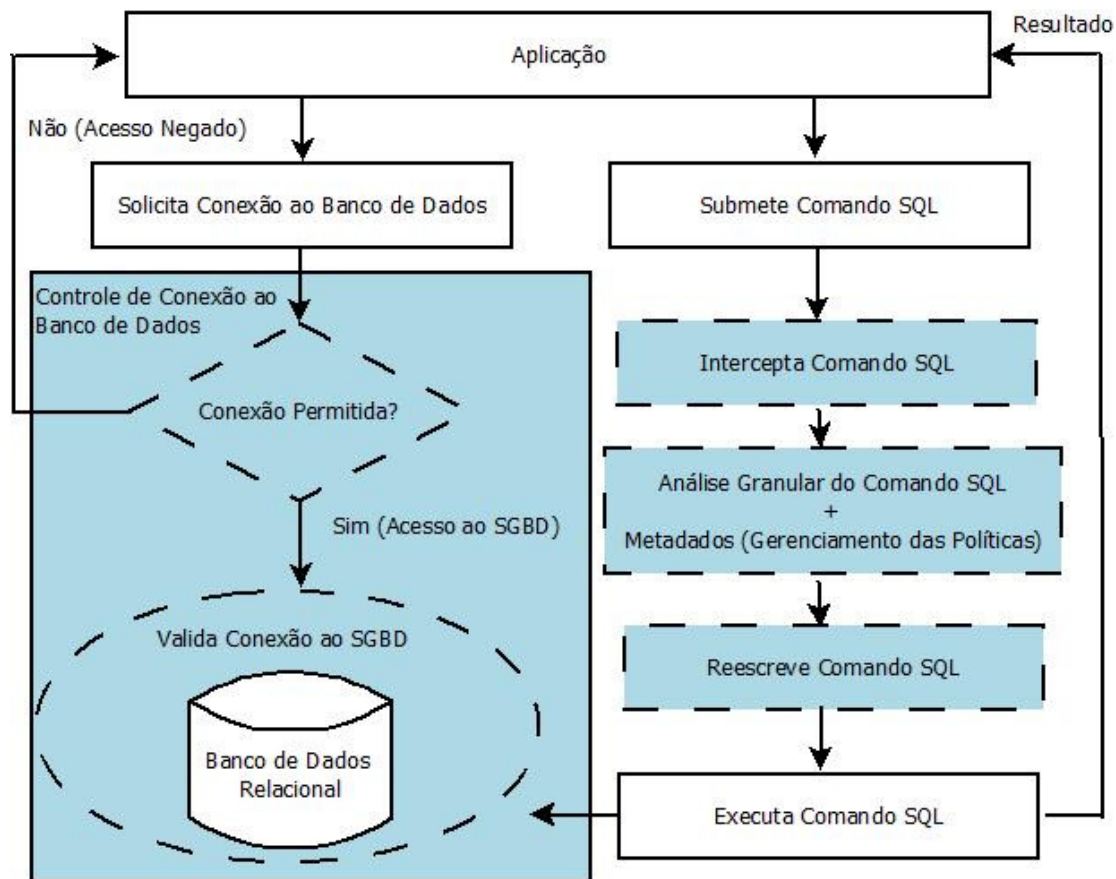 Resultado
Aplicação
Não (Acesso Negado)
Solicita Conexão ao Banco de Dados
Submete Comando SQL
Controle de Conexão ao
Banco de Dados
Conexão Permitida?
Sim (Acesso ao SGBD)
Valida Conexão ao SGBD
Banco de Dados
Relacional
Intercepta Comando SQL
Análise Granular do Comando SQL
+
Metadados (Gerenciamento das Políticas)
Reescreve Comando SQL
Executa Comando SQL